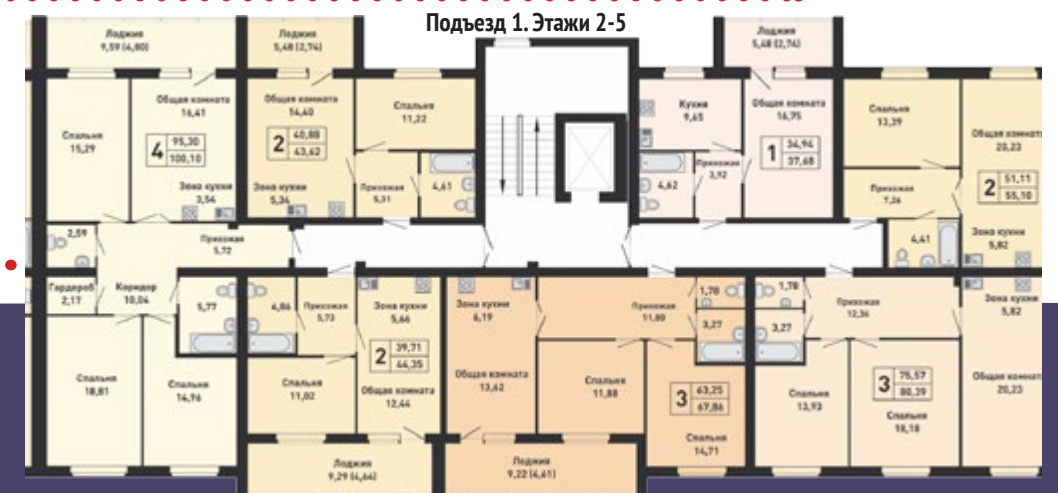 Подъезд 1. Этажи 2-5
Лоджия
9,59 (4,80)
Лоджия
5,48 (2,74)
Лоджия
5,48 (2,74)
Спальня
15,29
Общая комната
16,41
4
95,30
100,10
Зона кухни
3,54
Общая комната
14,40
2
40,88
43,62
Зона кухни
5,34
Спальня
11,22
Прихожая
5,31
4,61
Кухня
9,65
4,62
Прихожая
3,92
Общая комната
16,75
1
34,94
37,68
Спальня
13,39
Прихожая
7,26
4,41
Общая комната
20,23
2
51,11
55,10
Зона кухни
5,82
2,59
Прихожая
5,72
Гардероб
2,17
Коридор
10,04
5,77
Спальня
18,81
Спальня
14,96
4,86
Прихожая
5,73
Зона кухни
5,66
2
39,71
44,35
Спальня
11,02
Общая комната
12,44
Лоджия
9,29 (4,64)
Зона кухни
6,19
Общая комната
13,62
Прихожая
11,80
1,78
3,27
Спальня
11,88
3
63,25
67,86
Спальня
14,71
Лоджия
9,22 (4,61)
1,78
3,27
Прихожая
12,36
Зона кухни
5,82
Спальня
13,93
3
75,57
80,39
Спальня
18,18
Общая комната
20,23